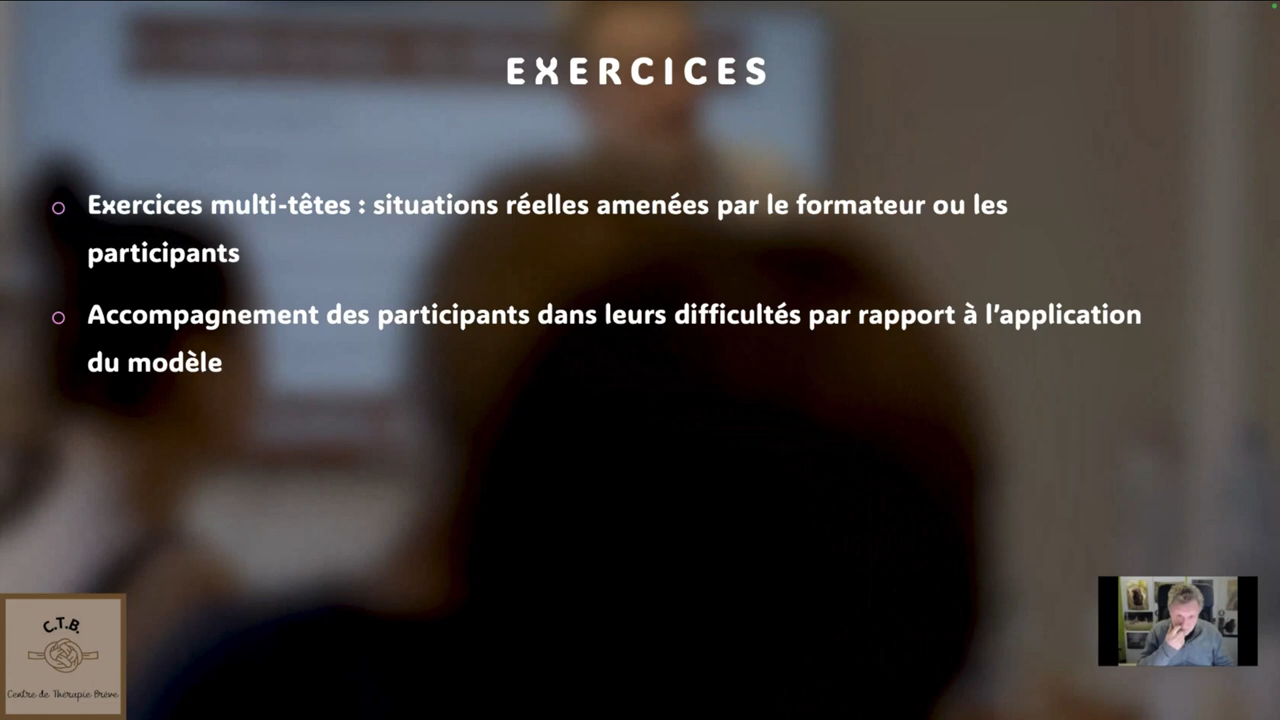 EXERCICES
Exercices multi-têtes : situations réelles amenées par le formateur ou les
participants
Accompagnement des participants dans leurs difficultés par rapport à l'application
du modèle
C.T.B.
Centre de Thérapie Brève